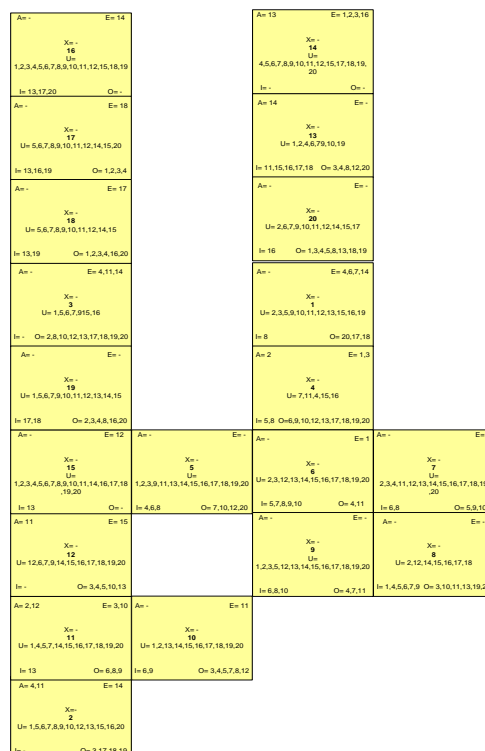 A= - E= 14
X= -
16
U=
1,2,3,4,5,6,7,8,9,10,11,12,15,18,19
I= 13,17,20 O= -
A= - E= 18
X= -
17
U= 5,6,7,8,9,10,11,12,14,15,20
I= 13,16,19 O= 1,2,3,4
A= - E= 17
X= -
18
U= 5,6,7,8,9,10,11,12,14,15
I= 13,19 O= 1,2,3,4,16,20
A= - E= 4,11,14
X= -
3
U= 1,5,6,7,915,16
I= - O= 2,8,10,12,13,17,18,19,20
A= - E= -
X= -
19
U= 1,5,6,7,8,9,10,11,12,13,14,15
I= 17,18 O= 2,3,4,8,16,20
A= - E= 12
X= -
15
U=
1,2,3,4,5,6,7,8,9,10,11,14,16,17,18
,19,20
I= 13 O= -
A= 11 E= 15
X= -
12
U= 12,6,7,9,14,15,16,17,18,19,20
I= - O= 3,4,5,10,13
A= 2,12 E= 3,10
X= -
11
U= 1,4,5,7,14,15,16,17,18,19,20
I= 13 O= 6,8,9
A= 4,11 E= 14
X=-
2
U= 1,5,6,7,8,9,10,12,13,15,16,20
I= - O= 3,17,18,19
A= - E= -
X= -
5
U=
1,2,3,9,11,13,14,15,16,17,18,19,20
I= 4,6,8 O= 7,10,12,20
A= - E= 11
X= -
10
U= 1,2,13,14,15,16,17,18,19,20
I= 6,9 O= 3,4,5,7,8,12
A= 13 E= 1,2,3,16
X= -
14
U=
4,5,6,7,8,9,10,11,12,15,17,18,19,
20
I= - O= -
A= 14 E= -
X= -
13
U= 1,2,4,6,79,10,19
I= 11,15,16,17,18 O= 3,4,8,12,20
A= - E= -
X= -
20
U= 2,6,7,9,10,11,12,14,15,17
I= 16 O= 1,3,4,5,8,13,18,19
A= - E= 4,6,7,14
X= -
1
U= 2,3,5,9,10,11,12,13,15,16,19
I= 8 O= 20,17,18
A= 2 E= 1,3
X= -
4
U= 7,11,4,15,16
I= 5,8 O=6,9,10,12,13,17,18,19,20
A= - E= 1
X= -
6
U= 2,3,12,13,14,15,16,17,18,19,20
I= 5,7,8,9,10 O= 4,11
A= - E= -
X= -
9
U=
1,2,3,5,12,13,14,15,16,17,18,19,20
I= 6,8,10 O= 4,7,11
A= - E=
X= -
7
U=
2,3,4,11,12,13,14,15,16,17,18,19
,20
I= 6,8 O= 5,9,10
A= - E= -
X= -
8
U= 2,12,14,15,16,17,18
I= 1,4,5,6,7,9 O= 3,10,11,13,19,2